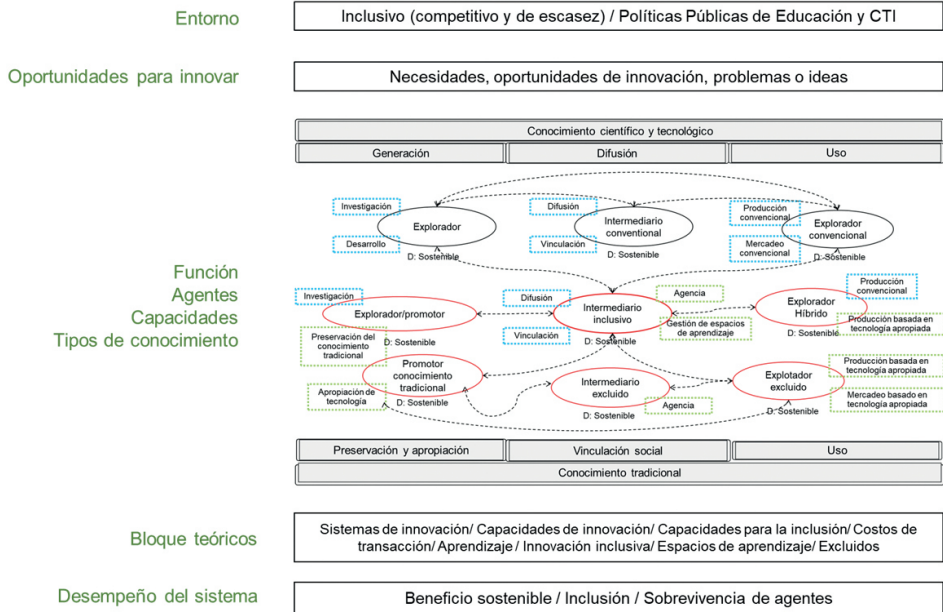 Entorno
Inclusivo (competitivo y de escasez) / Políticas Públicas de Educación y CTI
Oportunidades para innovar
Necesidades, oportunidades de innovación, problemas o ideas
Conocimiento científico y tecnológico
Generación
Difusión
Uso
Investigación
Explorador
Desarrollo
D: Sostenible
Difusión
Intermediario
conventional
Vinculación
D: Sostenible
Producción
convencional
Explorador
convencional
Mercadeo
convencional
D: Sostenible
Función
Agentes
Capacidades
Tipos de conocimiento
Investigación
Explorador/promotor
D: Sostenible
Preservación del
conocimiento
tradicional
Difusión
Intermediario
inclusivo
Vinculación
D: Sostenible
Agencia
Gestión de espacios
de aprendizaje
Explorador
Híbrido
D: Sostenible
Producción
convencional
Producción basada en
tecnología apropiada
Promotor
conocimiento
tradicional
Apropiación de
tecnología
D: Sostenible
Intermediario
excluido
D: Sostenible
Agencia
Explotador
excluido
D: Sostenible
Producción basada en
tecnología apropiada
Mercadeo basado en
tecnología apropiada
Preservación y apropiación
Vinculación social
Uso
Conocimiento tradicional
Bloque teóricos
Sistemas de innovación/ Capacidades de innovación/ Capacidades para la inclusión/ Costos de
transacción/ Aprendizaje / Innovación inclusiva/ Espacios de aprendizaje/ Excluidos
Desempeño del sistema
Beneficio sostenible / Inclusión / Sobrevivencia de agentes